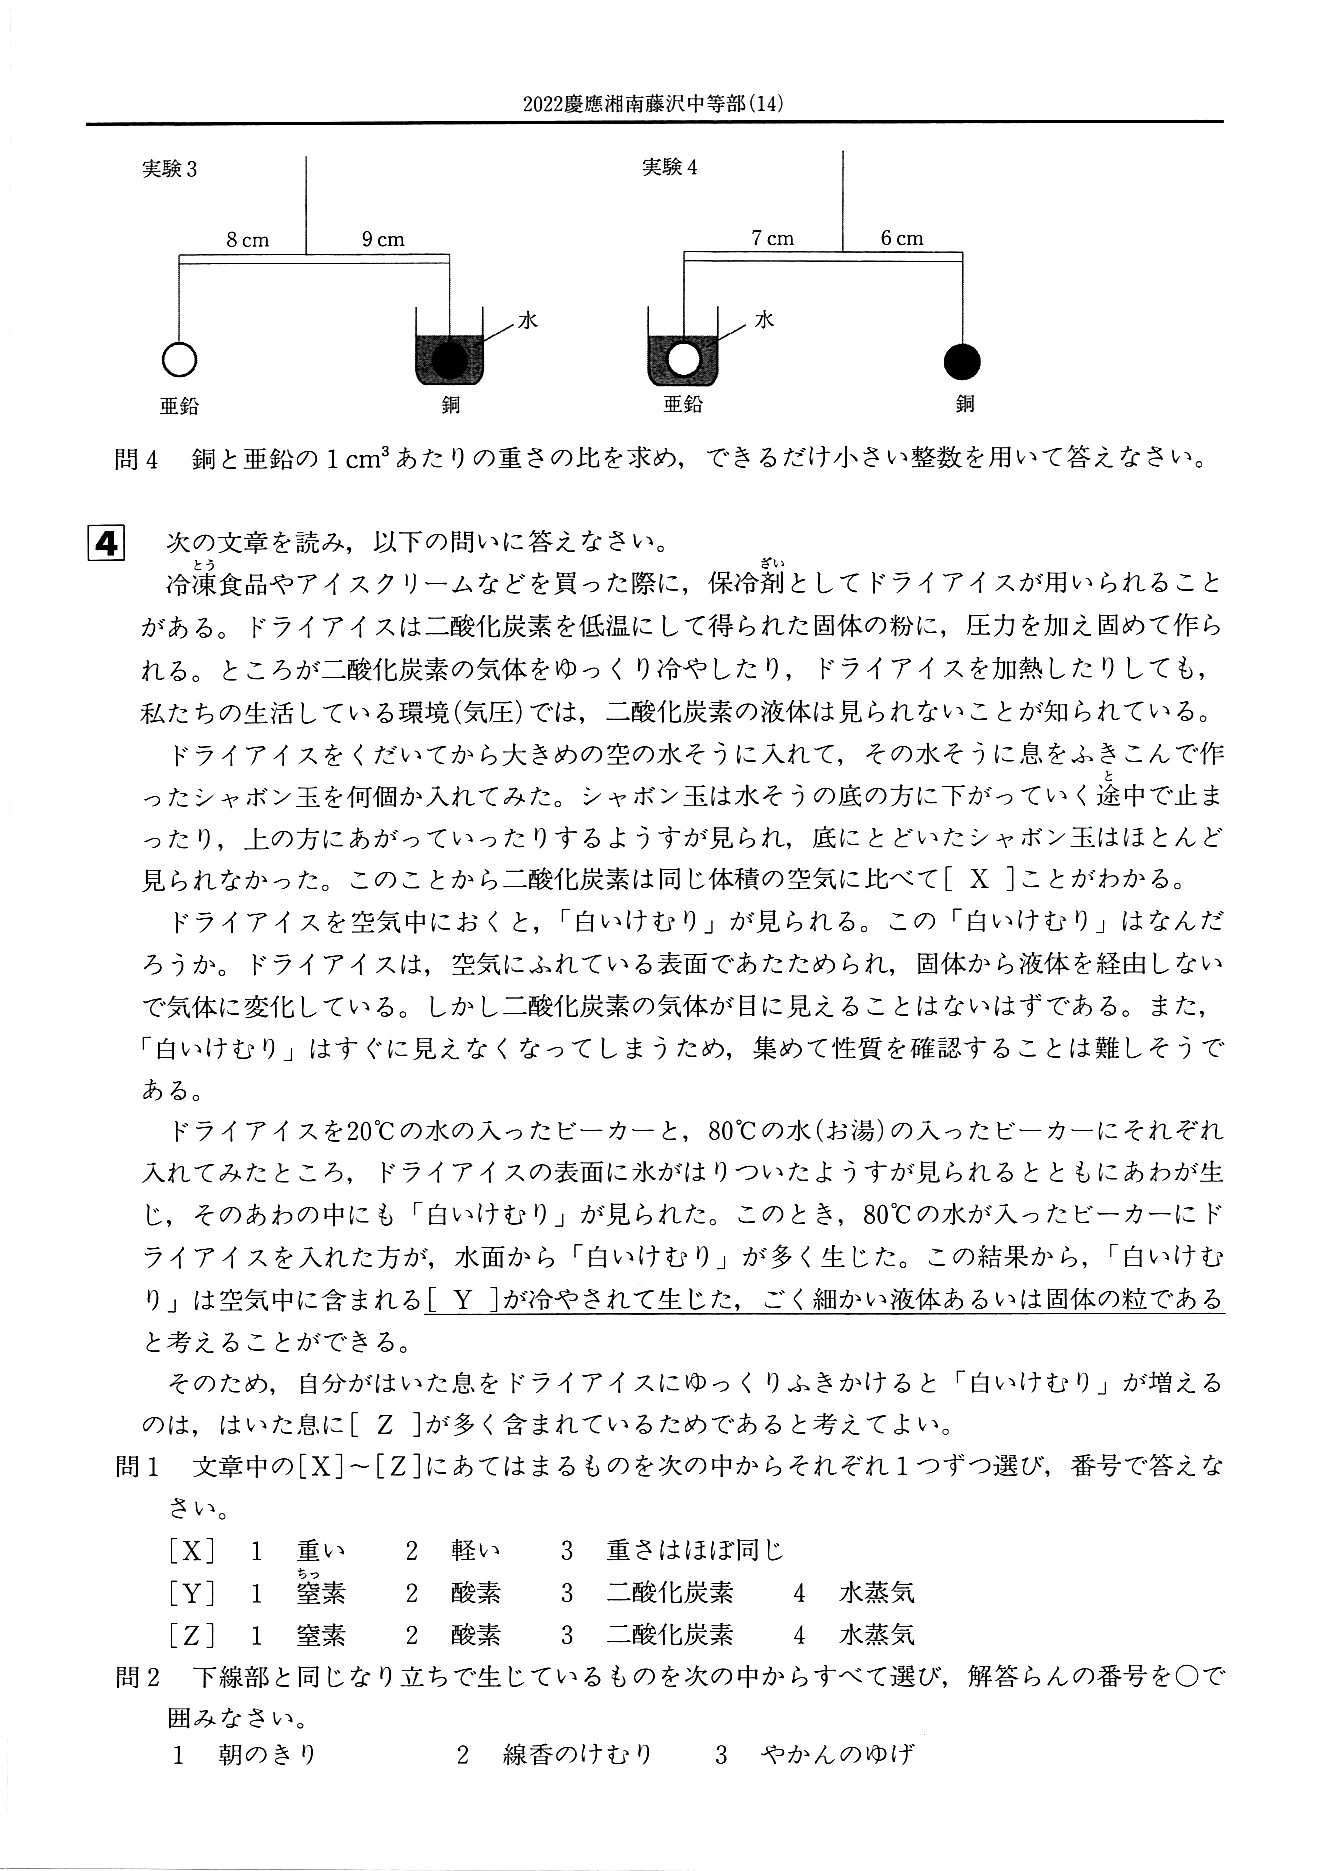 2022慶應湘南藤沢中等部(14)
実験3
実験4
8cm
9cm
7cm
6cm
水
水
亜鉛
銅
亜鉛
銅
問4 銅と亜鉛の1cm³あたりの重さの比を求め，できるだけ小さい整数を用いて答えなさい。
4 次の文章を読み，以下の問いに答えなさい。
とう ざい
冷凍食品やアイスクリームなどを買った際に，保冷剤としてドライアイスが用いられること
がある。ドライアイスは二酸化炭素を低温にして得られた固体の粉に，圧力を加え固めて作ら
れる。ところが二酸化炭素の気体をゆっくり冷やしたり，ドライアイスを加熱したりしても，
私たちの生活している環境(気圧)では，二酸化炭素の液体は見られないことが知られている。
ドライアイスをくだいてから大きめの空の水そうに入れて，その水そうに息をふきこんで作
と
ったシャボン玉を何個か入れてみた。シャボン玉は水そうの底の方に下がっていく途中で止ま
ったり，上の方にあがっていったりするようすが見られ，底にとどいたシャボン玉はほとんど
見られなかった。このことから二酸化炭素は同じ体積の空気に比べて[ X ]ことがわかる。
ドライアイスを空気中におくと，「白いけむり」が見られる。この「白いけむり」はなんだ
ろうか。ドライアイスは，空気にふれている表面であたためられ，固体から液体を経由しない
で気体に変化している。しかし二酸化炭素の気体が目に見えることはないはずである。また，
「白いけむり」はすぐに見えなくなってしまうため，集めて性質を確認することは難しそうで
ある。
ドライアイスを20℃の水の入ったビーカーと，80℃の水(お湯)の入ったビーカーにそれぞれ
入れてみたところ，ドライアイスの表面に氷がはりついたようすが見られるとともにあわが生
じ，そのあわの中にも「白いけむり」が見られた。このとき，80℃の水が入ったビーカーにド
ライアイスを入れた方が，水面から「白いけむり」が多く生じた。この結果から，「白いけむ
り」は空気中に含まれる[ Y ]が冷やされて生じた，ごく細かい液体あるいは固体の粒である
と考えることができる。
そのため，自分がはいた息をドライアイスにゆっくりふきかけると「白いけむり」が増える
のは，はいた息に[ Z ]が多く含まれているためであると考えてよい。
問1 文章中の[X]～[Z]にあてはまるものを次の中からそれぞれ1つずつ選び，番号で答えな
さい。
[X] 1 重い 2 軽い 3 重さはほぼ同じ
ちっ
[Y] 1 窒素 2 酸素 3 二酸化炭素 4 水蒸気
[Z] 1 窒素 2 酸素 3 二酸化炭素 4 水蒸気
問2 下線部と同じなり立ちで生じているものを次の中からすべて選び，解答らんの番号を○で
囲みなさい。
1 朝のきり 2 線香のけむり 3 やかんのゆげ